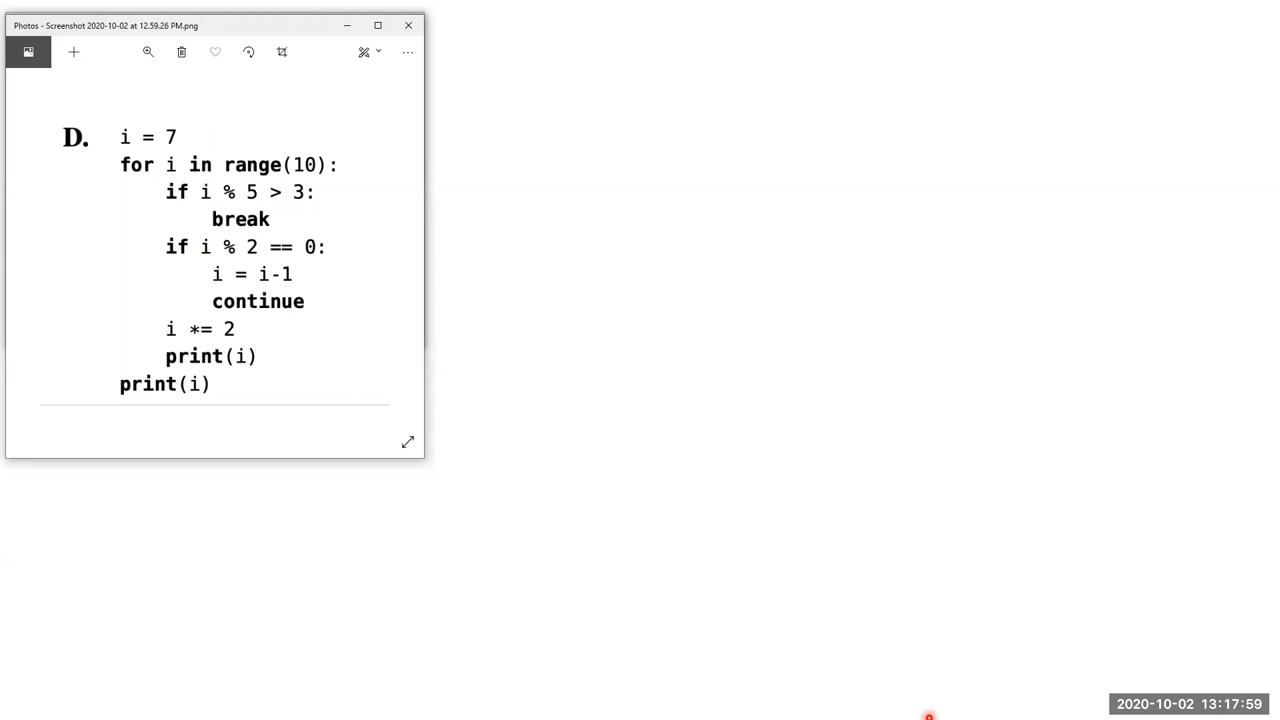 Photos - Screenshot 2020-10-02 at 12.59.26 PM.png
D. i = 7
for i in range(10):
    if i % 5 > 3:
        break
    if i % 2 == 0:
        i = i-1
        continue
    i *= 2
    print(i)
print(i)
2020-10-02 13:17:59